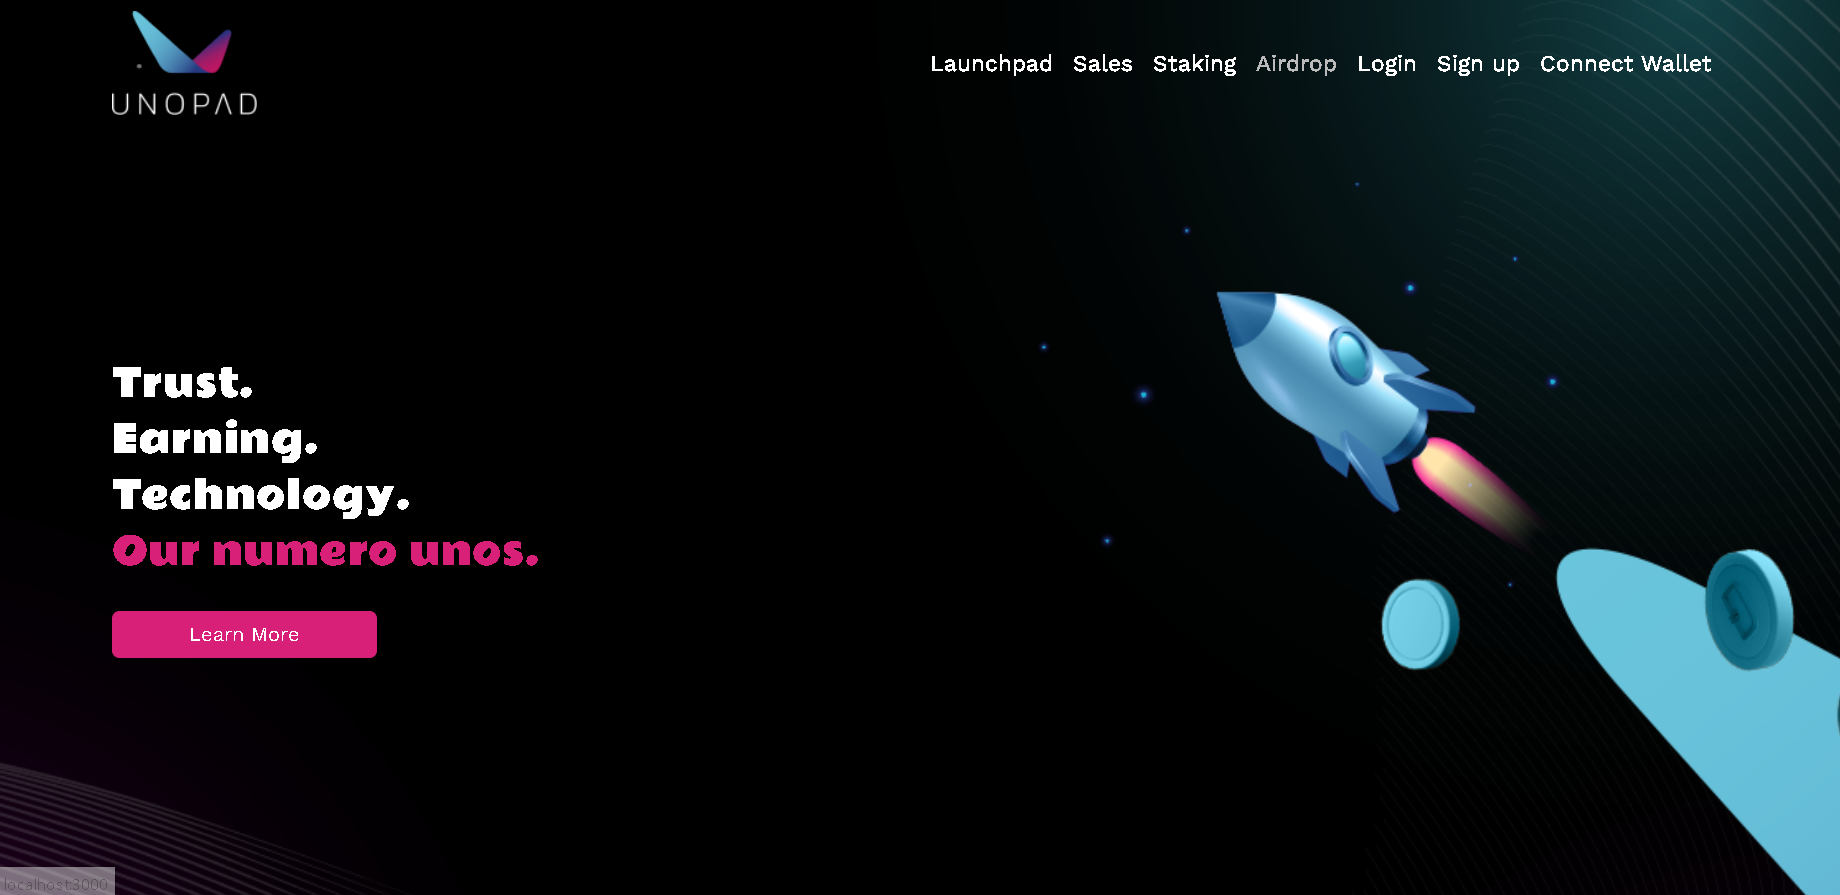 UNOPAD
Launchpad Sales Staking Airdrop Login Sign up Connect Wallet
Trust.
Earning.
Technology.
Our numero unos.
Learn More
localhost:3000